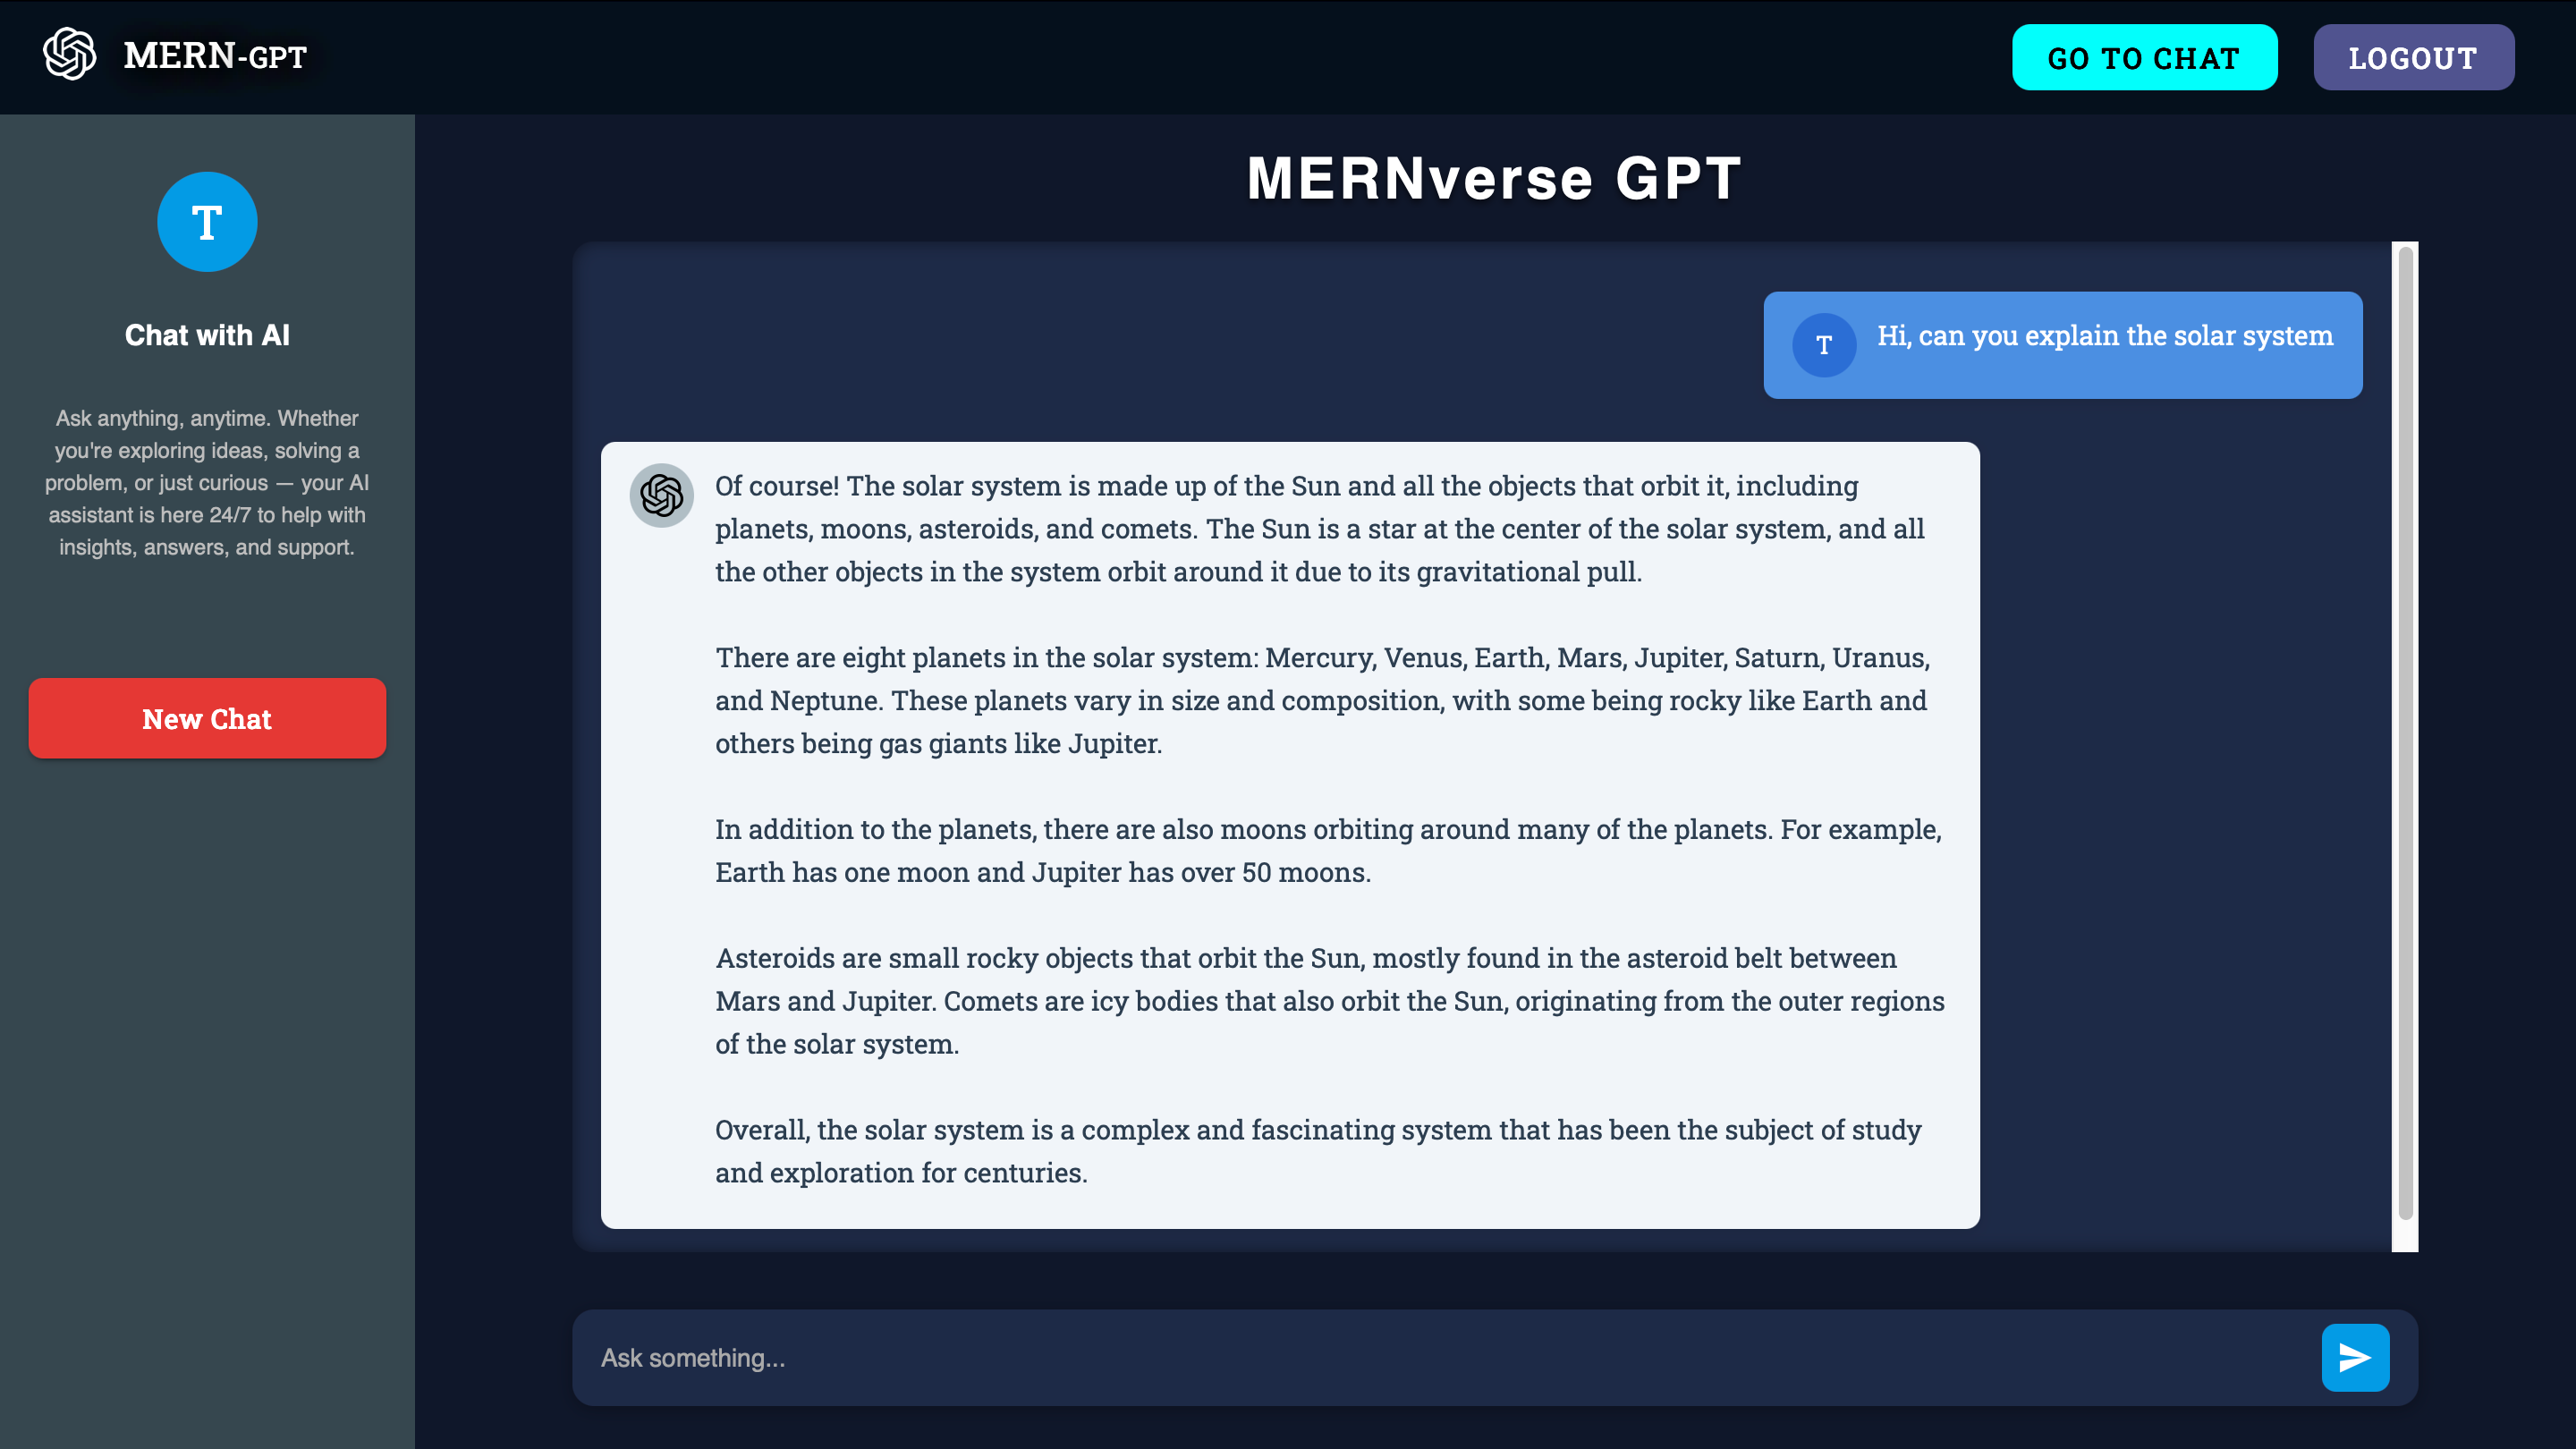 MERN-GPT
GO TO CHAT
LOGOUT
T
Chat with AI
Ask anything, anytime. Whether
you're exploring ideas, solving a
problem, or just curious — your AI
assistant is here 24/7 to help with
insights, answers, and support.
New Chat
MERNverse GPT
T
Hi, can you explain the solar system
Of course! The solar system is made up of the Sun and all the objects that orbit it, including
planets, moons, asteroids, and comets. The Sun is a star at the center of the solar system, and all
the other objects in the system orbit around it due to its gravitational pull.
There are eight planets in the solar system: Mercury, Venus, Earth, Mars, Jupiter, Saturn, Uranus,
and Neptune. These planets vary in size and composition, with some being rocky like Earth and
others being gas giants like Jupiter.
In addition to the planets, there are also moons orbiting around many of the planets. For example,
Earth has one moon and Jupiter has over 50 moons.
Asteroids are small rocky objects that orbit the Sun, mostly found in the asteroid belt between
Mars and Jupiter. Comets are icy bodies that also orbit the Sun, originating from the outer regions
of the solar system.
Overall, the solar system is a complex and fascinating system that has been the subject of study
and exploration for centuries.
Ask something...